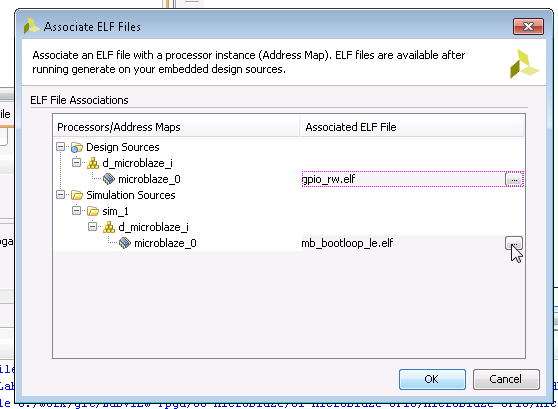 Associate ELF Files
Associate an ELF file with a processor instance (Address Map). ELF files are available after
running generate on your embedded design sources.
ELF File Associations
Processors/Address Maps Associated ELF File
Design Sources
d_microblaze_i
microblaze_0 gpio_rw.elf ...
Simulation Sources
sim_1
d_microblaze_i
microblaze_0 mb_bootloop_le.elf ...
OK Cancel